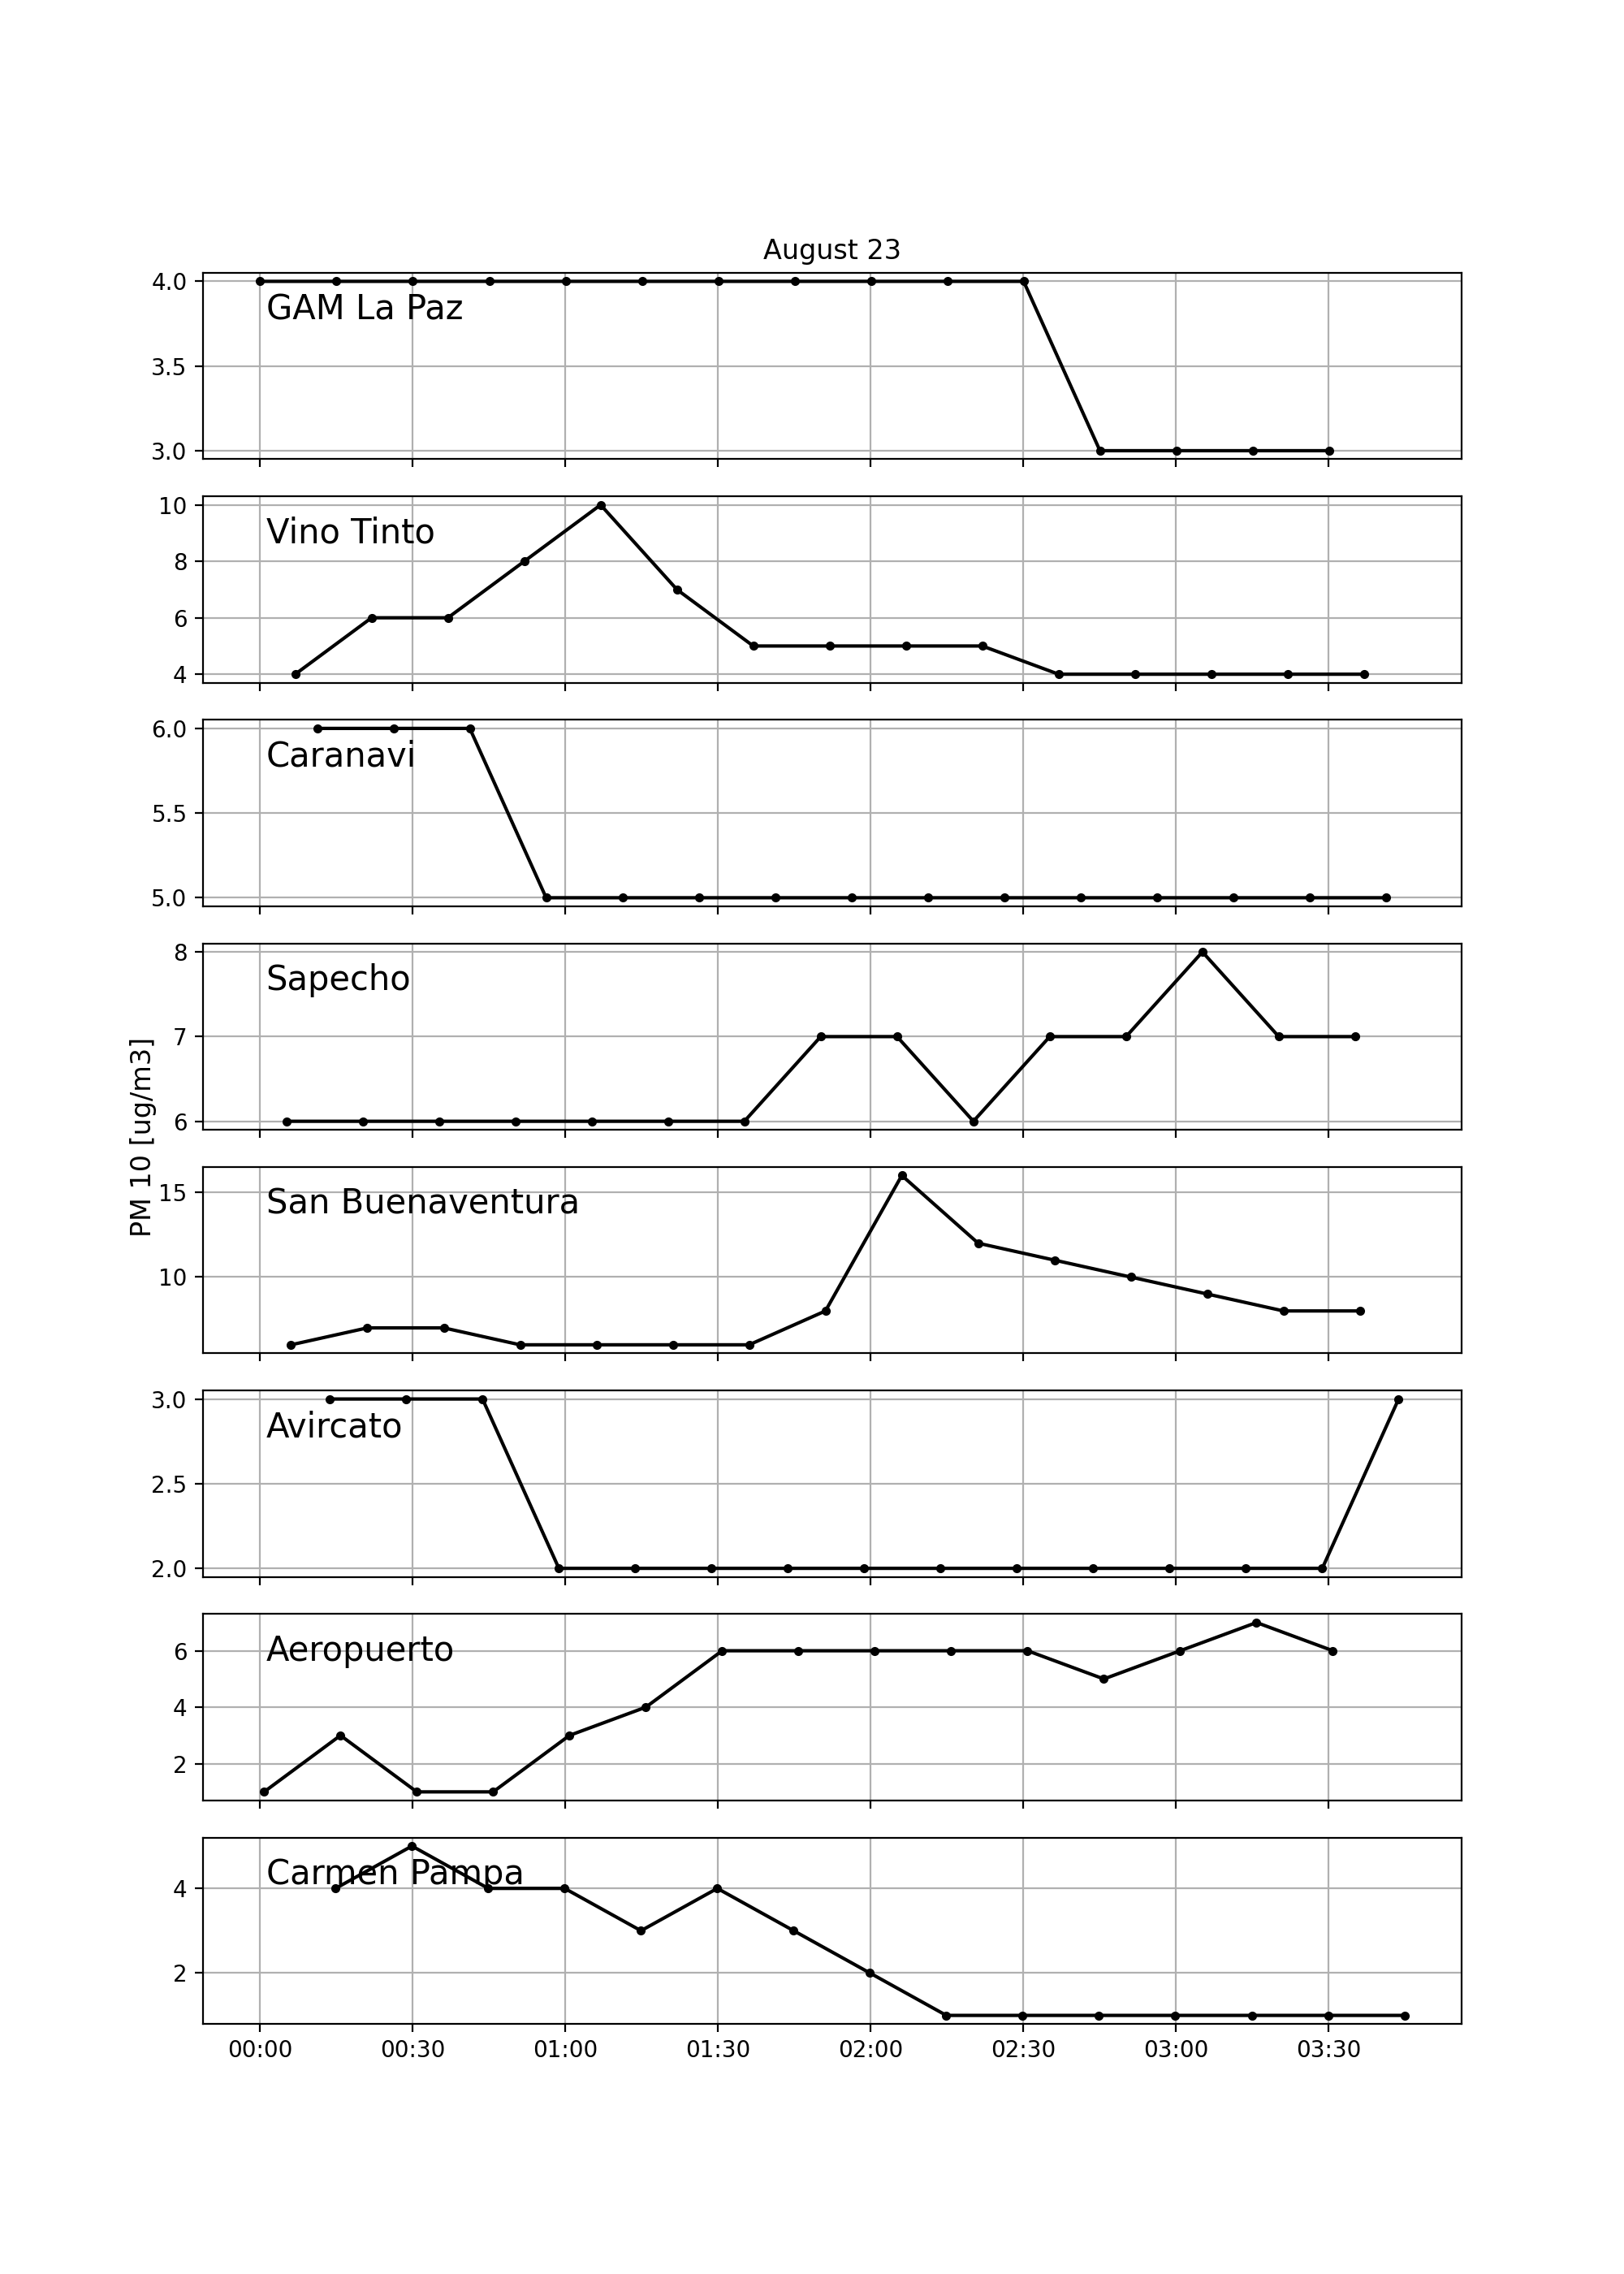 August 23
4.0
GAM La Paz
3.5
3.0
10
Vino Tinto
8
6
4
6.0
Caranavi
5.5
5.0
8
Sapecho
7
6
PM 10 [ug/m3]
15
San Buenaventura
10
3.0
Avircato
2.5
2.0
6
Aeropuerto
4
2
Carmen Pampa
4
2
00:00 00:30 01:00 01:30 02:00 02:30 03:00 03:30